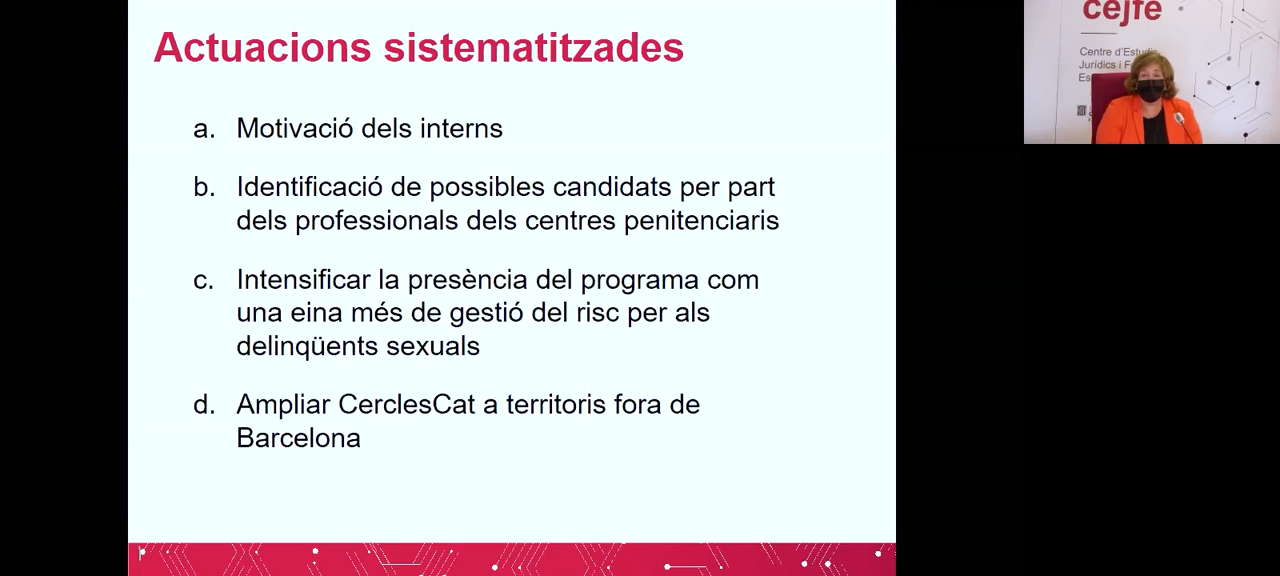 Actuacions sistematitzades
a. Motivació dels interns
b. Identificació de possibles candidats per part
dels professionals dels centres penitenciaris
c. Intensificar la presència del programa com
una eina més de gestió del risc per als
delinqüents sexuals
d. Ampliar CerclesCat a territoris fora de
Barcelona
cejfe
Centre d'Estudis
Jurídics i F
Es